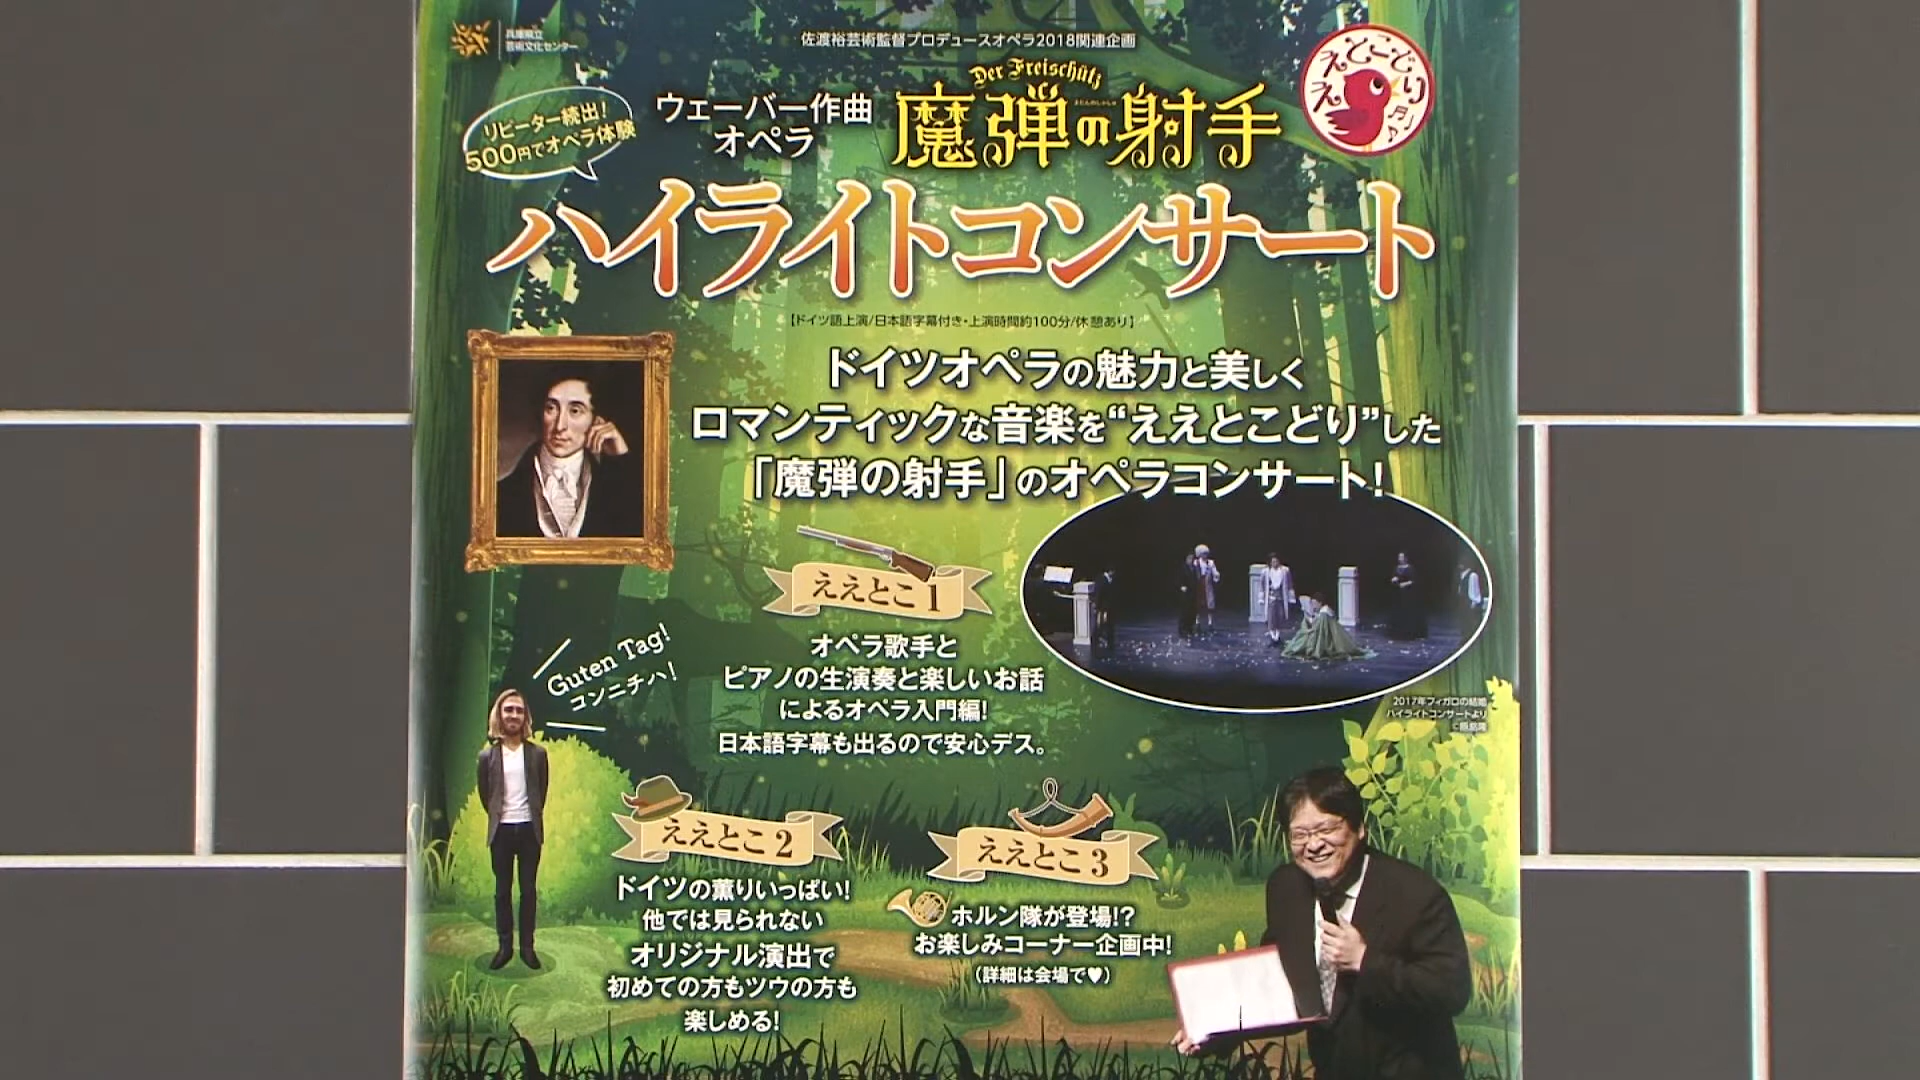 兵庫県立
芸術文化センター
佐渡裕芸術監督プロデュースオペラ2018関連企画
リピーター続出!
500円でオペラ体験
ウェーバー作曲
オペラ
Der Freischütz
魔弾の射手
ええとこどり
ハイライトコンサート
【ドイツ語上演/日本語字幕付き・上演時間約100分/休憩あり】
ドイツオペラの魅力と美しく
ロマンティックな音楽を“ええとこどり”した
「魔弾の射手」のオペラコンサート!
ええとこ1
オペラ歌手と
ピアノの生演奏と楽しいお話
によるオペラ入門編!
日本語字幕も出るので安心デス。
2017年フィガロの結婚
ハイライトコンサートより
Guten Tag!
コンニチハ!
ええとこ2
ドイツの薫りいっぱい!
他では見られない
オリジナル演出で
初めての方もツウの方も
楽しめる!
ええとこ3
ホルン隊が登場!?
お楽しみコーナー企画中!
(詳細は会場で♥)